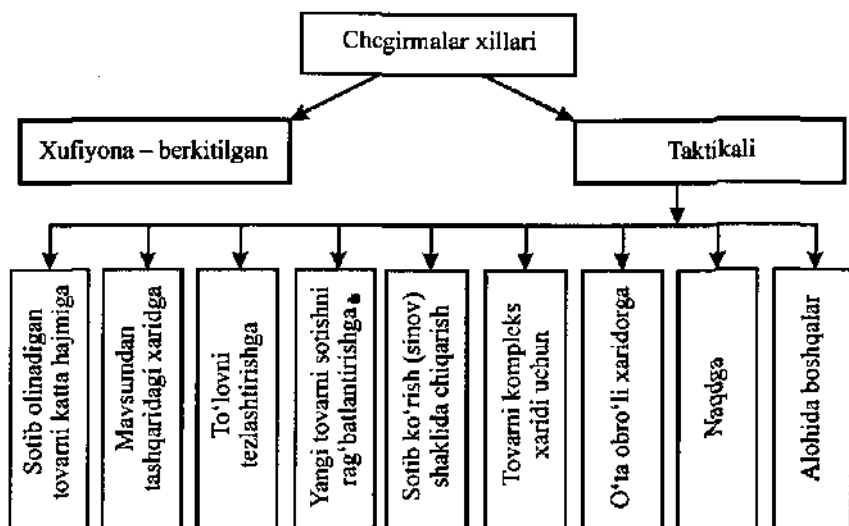 Chegirmalar xillari
Xufiyona – berkitilgan
Taktikali
Sotib olinadigan
tovarni katta hajmiga
Mavsumdan
tashqaridagi xaridga
To‘lovni
tezlashtirishga
Yangi tovarni sotishni
rag‘batlantirishga
Sotib ko‘rish (sinov)
shaklida chiqarish
Tovarni kompleks
xaridi uchun
O‘ta obro‘li xaridorga
Naqdga
Alohida boshqalar